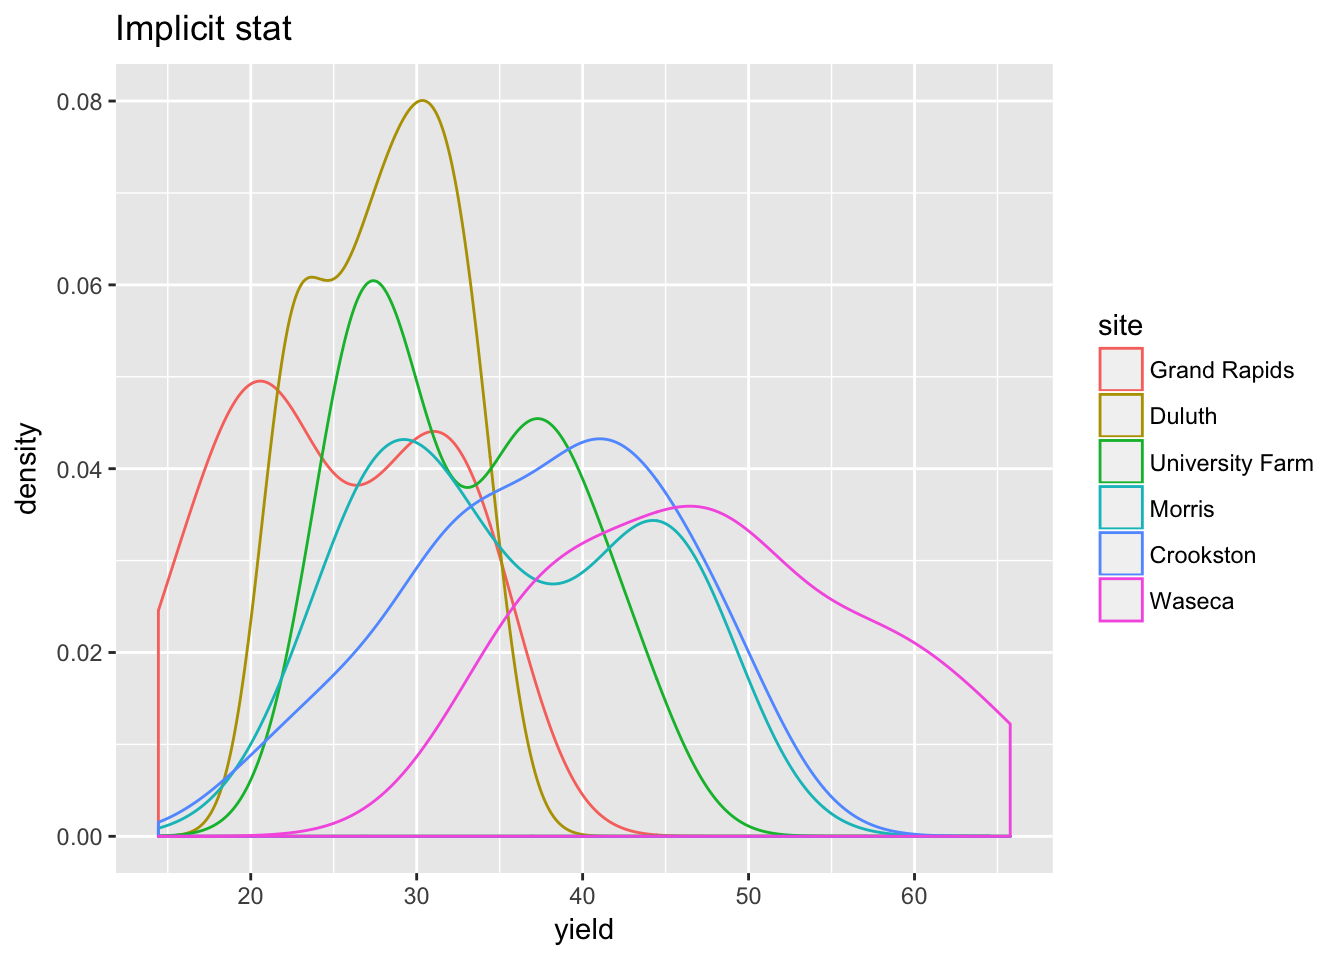 Implicit stat
0.08
0.06
0.04
0.02
0.00
density
20 30 40 50 60
yield
site
Grand Rapids
Duluth
University Farm
Morris
Crookston
Waseca